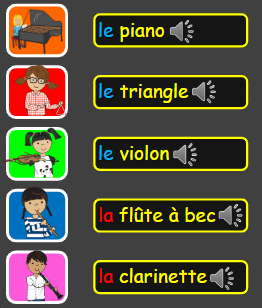 le piano
le triangle
le violon
la flûte à bec
la clarinette